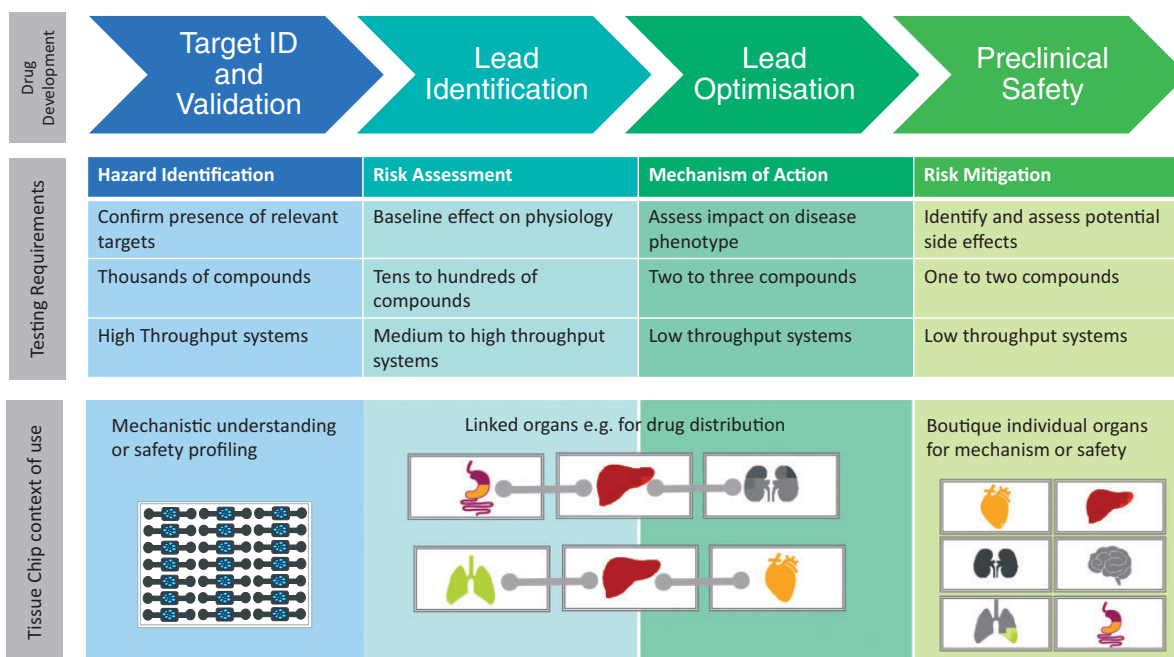 Drug
Development
Target ID
and
Validation
Lead
Identification
Lead
Optimisation
Preclinical
Safety
Testing Requirements
Hazard Identification
Risk Assessment
Mechanism of Action
Risk Mitigation
Confirm presence of relevant
targets
Baseline effect on physiology
Assess impact on disease
phenotype
Identify and assess potential
side effects
Thousands of compounds
Tens to hundreds of
compounds
Two to three compounds
One to two compounds
High Throughput systems
Medium to high throughput
systems
Low throughput systems
Low throughput systems
Tissue Chip context of use
Mechanistic understanding
or safety profiling
Linked organs e.g. for drug distribution
Boutique individual organs
for mechanism or safety